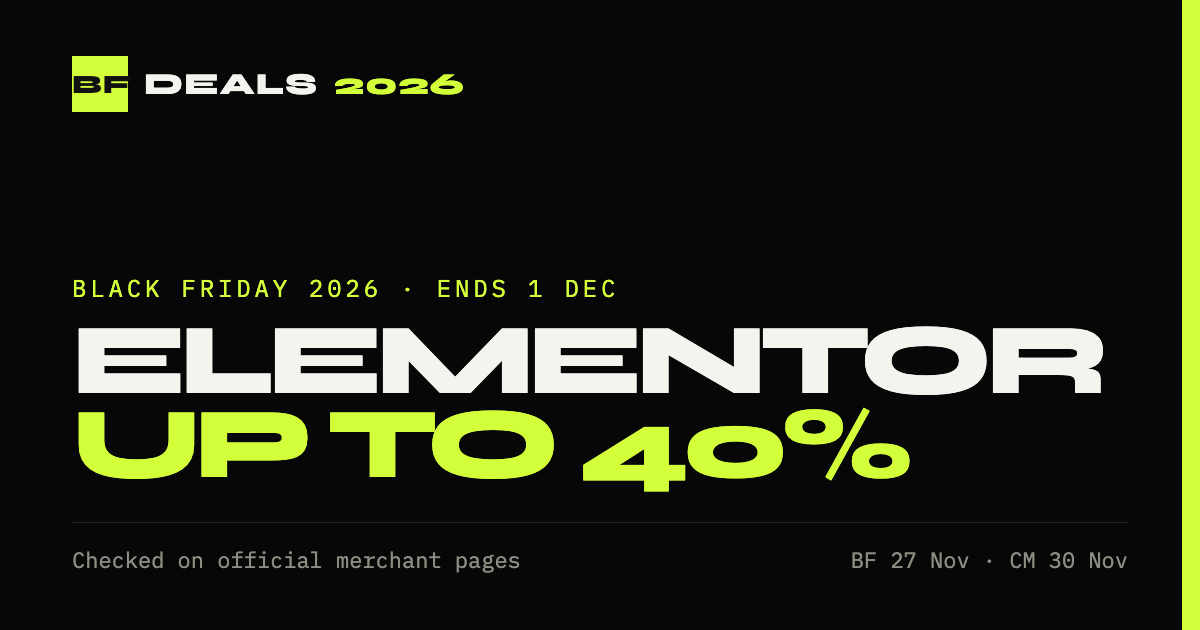 BF DEALS 2026
BLACK FRIDAY 2026 · ENDS 1 DEC
ELEMENTOR
UP TO 40%
Checked on official merchant pages
BF 27 Nov · CM 30 Nov